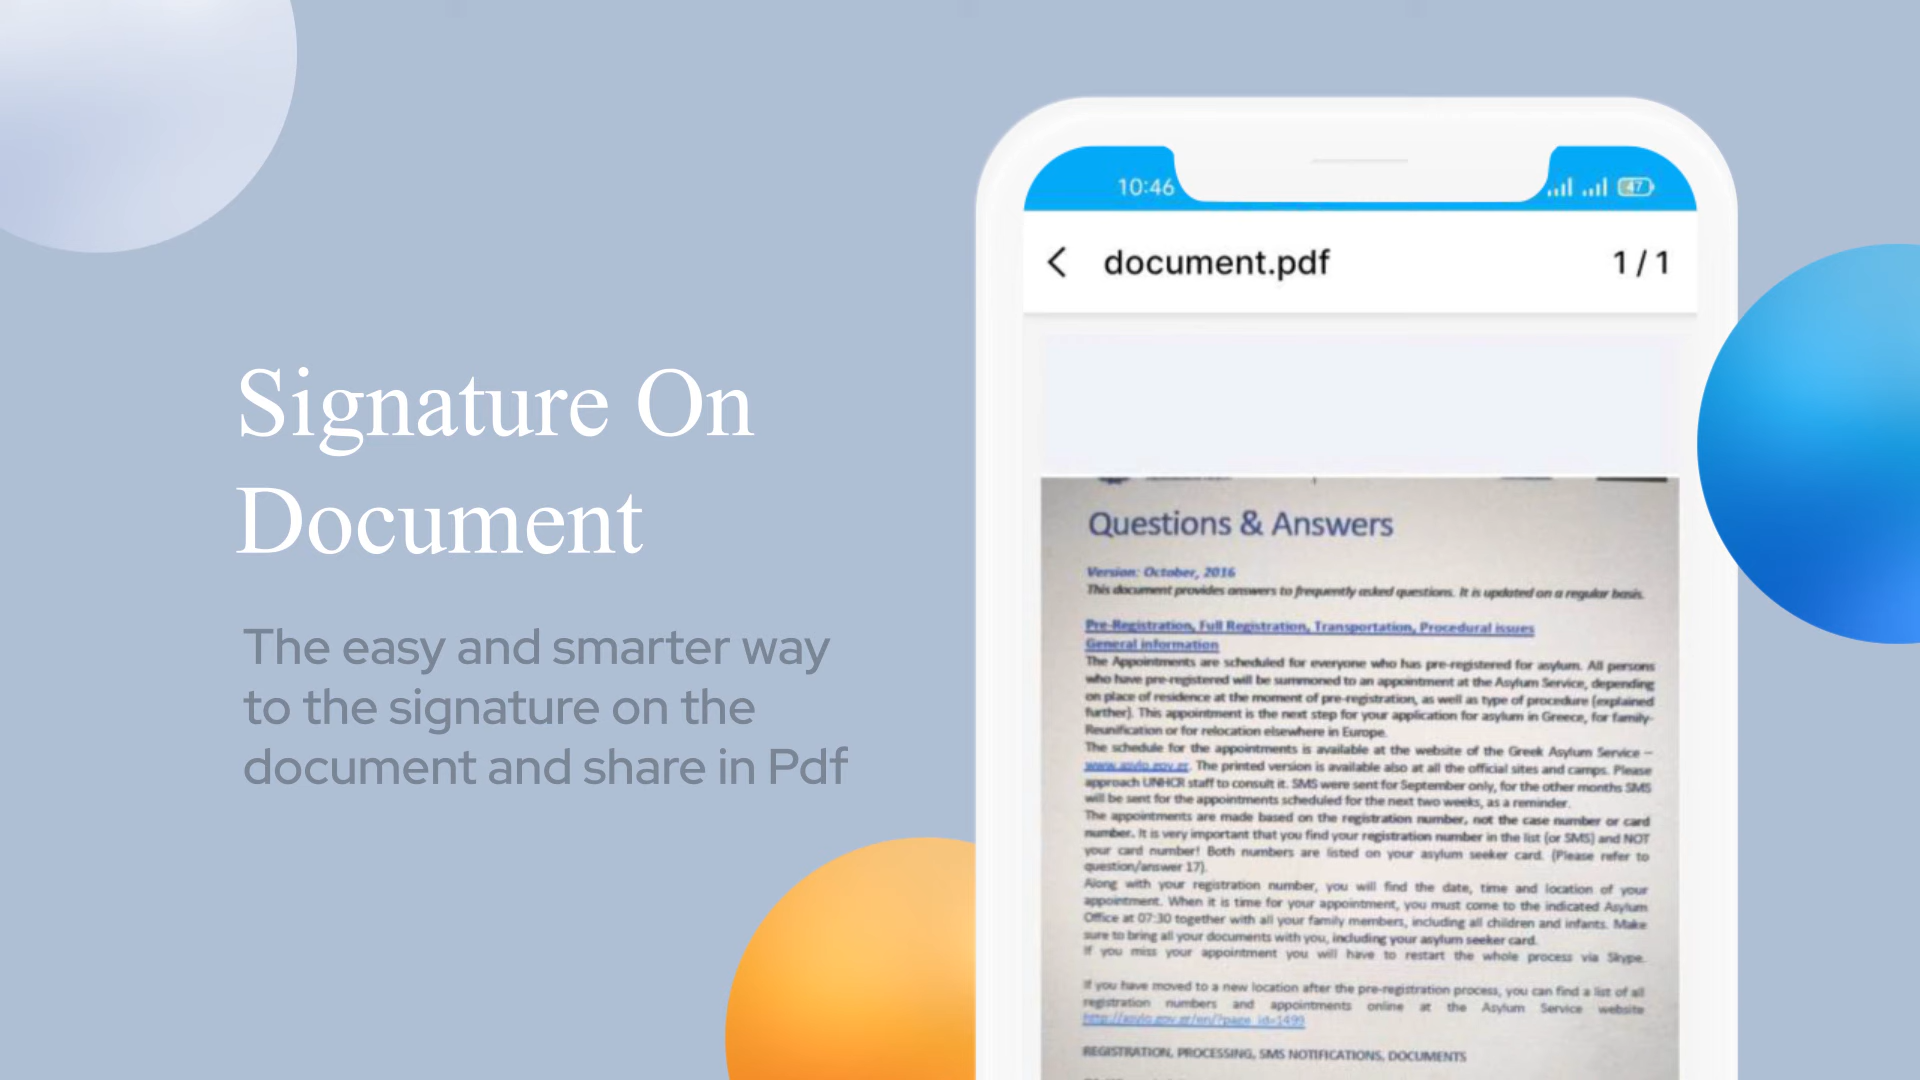 Signature On
Document
The easy and smarter way
to the signature on the
document and share in Pdf
10:46
47
document.pdf
1 / 1
Questions & Answers
Version: October, 2016
This document provides answers to frequently asked questions. It is updated on a regular basis.
Pre-Registration, Full Registration, Transportation, Procedural issues
General information
The Appointments are scheduled for everyone who has pre-registered for asylum. All persons
who have pre-registered will be summoned to an appointment at the Asylum Service, depending
on place of residence at the moment of pre-registration, as well as type of procedure (explained
further). This appointment is the next step for your application for asylum in Greece, for family-
Reunification or for relocation elsewhere in Europe.
The schedule for the appointments is available at the website of the Greek Asylum Service –
www.asylo.gov.gr. The printed version is available also at all the official sites and camps. Please
approach UNHCR staff to consult it. SMS were sent for September only, for the other months SMS
will be sent for the appointments scheduled for the next two weeks, as a reminder.
The appointments are made based on the registration number, not the case number or card
number. It is very important that you find your registration number in the list (or SMS) and NOT
your card number! Both numbers are listed on your asylum seeker card. (Please refer to
question/answer 17).
Along with your registration number, you will find the date, time and location of your
appointment. When it is time for your appointment, you must come to the indicated Asylum
Office at 07:30 together with all your family members, including all children and infants. Make
sure to bring all your documents with you, including your asylum seeker card.
If you miss your appointment you will have to restart the whole process via Skype.
If you have moved to a new location after the pre-registration process, you can find a list of all
registration numbers and appointments online at the Asylum Service website
http://asylo.gov.gr/en/?page_id=1499
REGISTRATION, PROCESSING, SMS NOTIFICATIONS, DOCUMENTS